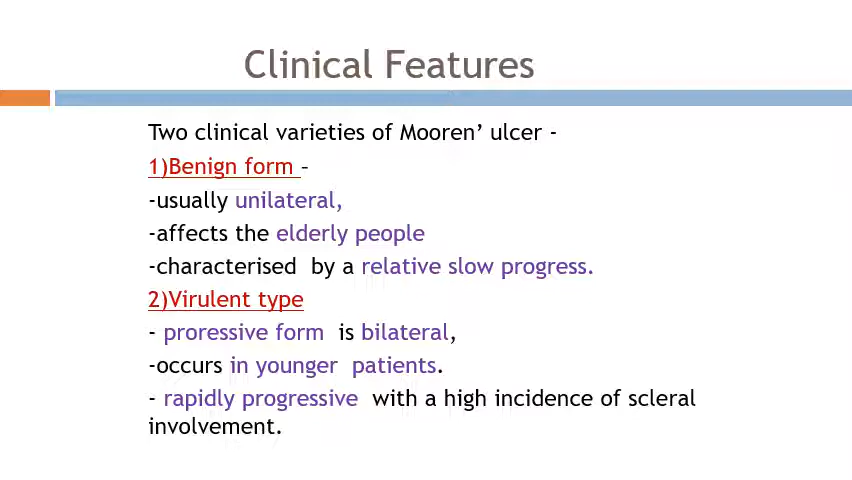 Clinical Features
Two clinical varieties of Mooren’ ulcer -
1)Benign form –
-usually unilateral,
-affects the elderly people
-characterised by a relative slow progress.
2)Virulent type
- proressive form is bilateral,
-occurs in younger patients.
- rapidly progressive with a high incidence of scleral
involvement.